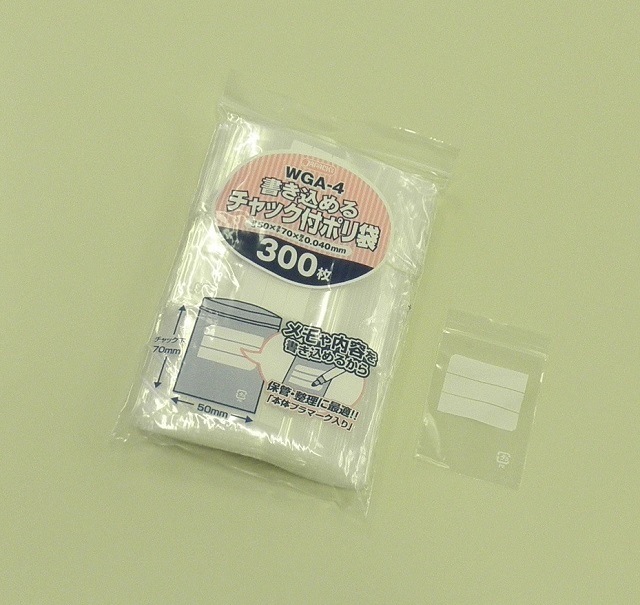 WGA-4
書き込める
チャック付ポリ袋
50×70×0.040mm
300枚
メモや内容を
書き込めるから
チャック下
70mm
50mm
保管・整理に最適!!
「本体プラマーク入り」